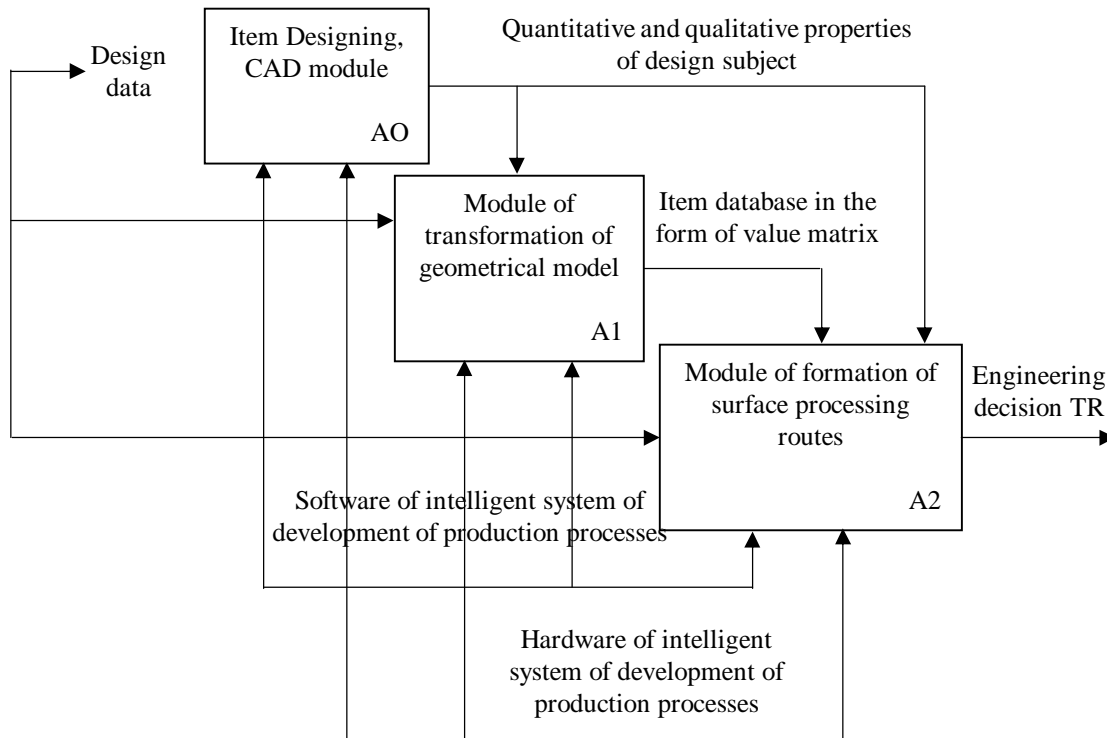 Design
data
Item Designing,
CAD module
AO
Quantitative and qualitative properties
of design subject
Module of
transformation of
geometrical model
A1
Item database in the
form of value matrix
Module of formation of
surface processing
routes
A2
Engineering
decision TR
Software of intelligent system of
development of production processes
Hardware of intelligent
system of development of
production processes